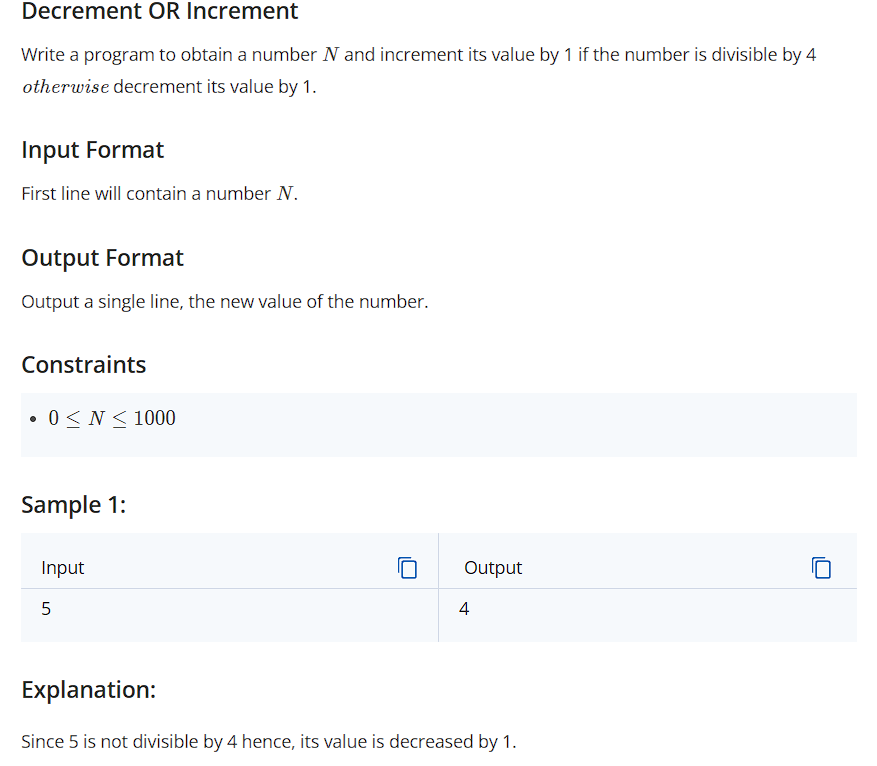 Decrement OR Increment
Write a program to obtain a number N and increment its value by 1 if the number is divisible by 4
otherwise decrement its value by 1.
Input Format
First line will contain a number N.
Output Format
Output a single line, the new value of the number.
Constraints
• 0 ≤ N ≤ 1000
Sample 1:
Input
Output
5
4
Explanation:
Since 5 is not divisible by 4 hence, its value is decreased by 1.